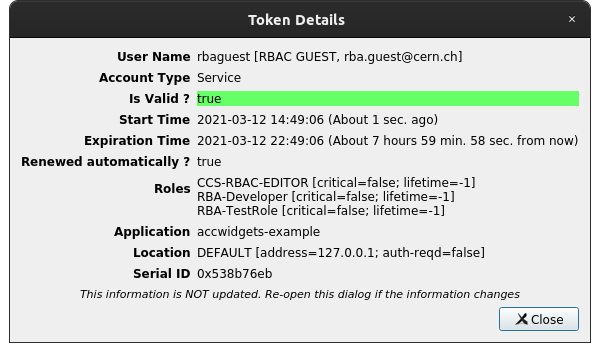 Token Details
×
User Name rbaguest [RBAC GUEST, rba.guest@cern.ch]
Account Type Service
Is Valid ? true
Start Time 2021-03-12 14:49:06 (About 1 sec. ago)
Expiration Time 2021-03-12 22:49:06 (About 7 hours 59 min. 58 sec. from now)
Renewed automatically ? true
Roles CCS-RBAC-EDITOR [critical=false; lifetime=-1]
RBA-Developer [critical=false; lifetime=-1]
RBA-TestRole [critical=false; lifetime=-1]
Application accwidgets-example
Location DEFAULT [address=127.0.0.1; auth-reqd=false]
Serial ID 0x538b76eb
This information is NOT updated. Re-open this dialog if the information changes
Close